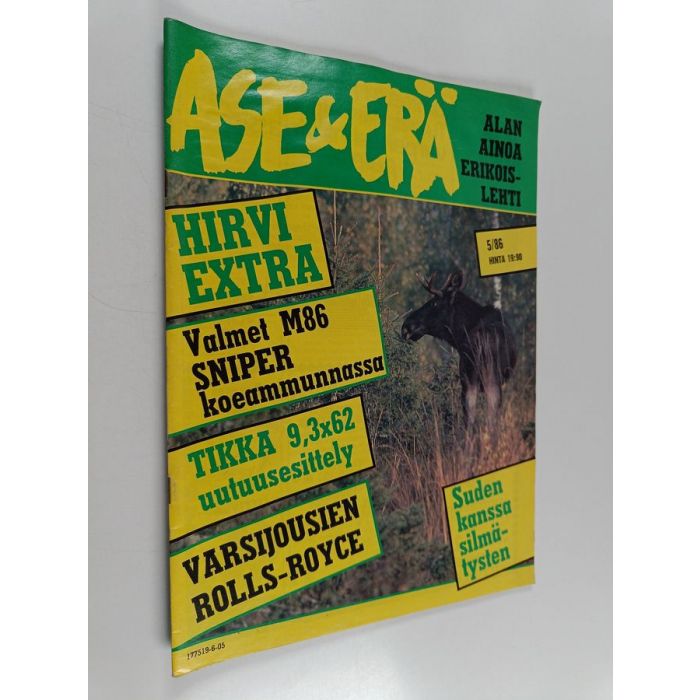 ASE & ERÄ
ALAN
AINOA
ERIKOIS-
LEHTI
HIRVI
EXTRA
5/86
HINTA 19:90
Valmet M86
SNIPER
koeammunnassa
TIKKA 9,3x62
uutuusesittely
VARSIJOUSIEN
ROLLS-ROYCE
Suden
kanssa
silmä-
tysten
177519-6-05